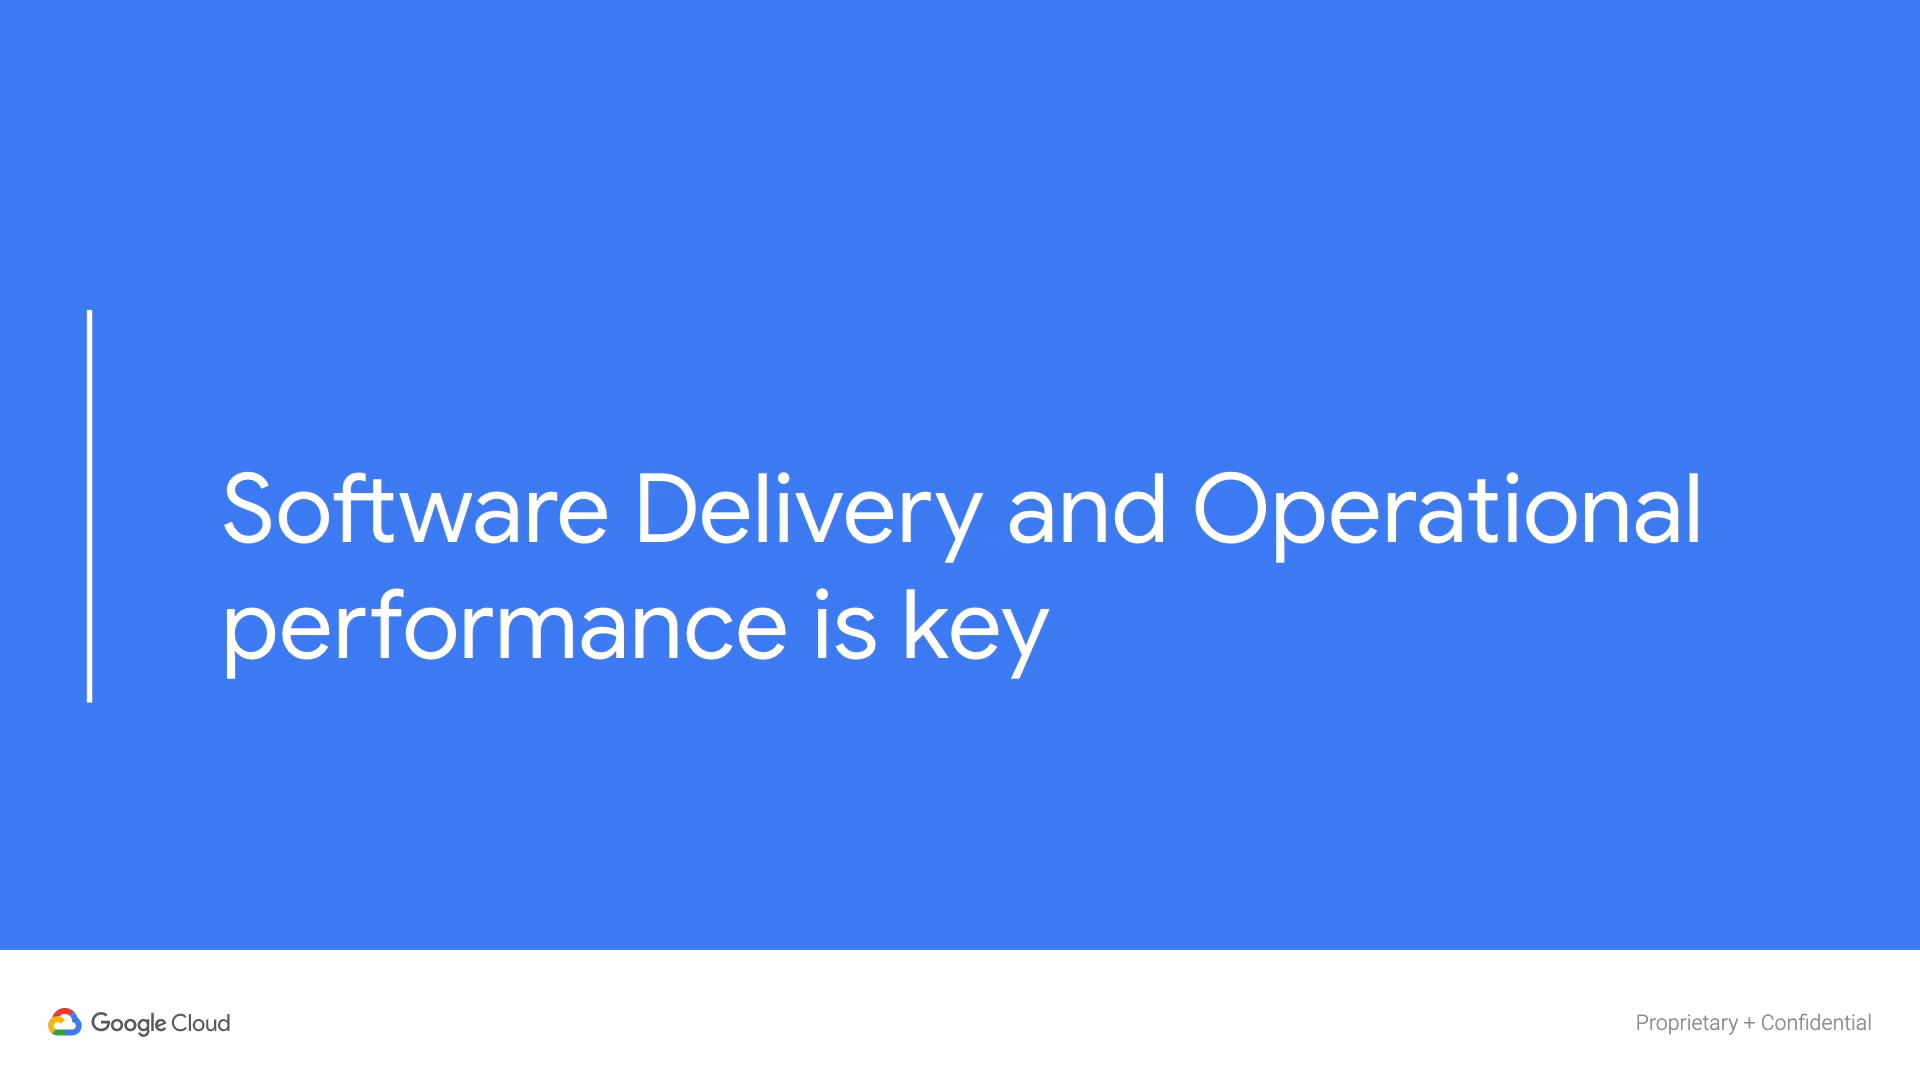 Software Delivery and Operational
performance is key
Google Cloud
Proprietary + Confidential